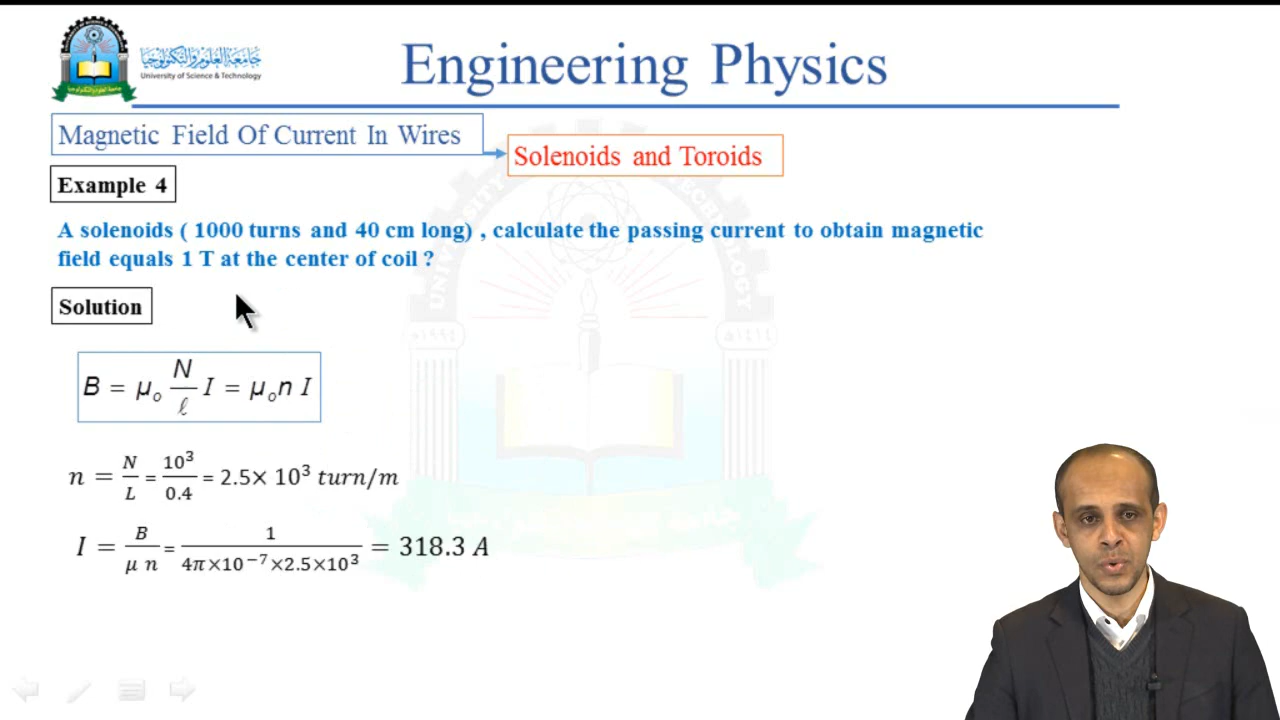 جامعة العلوم والتكنولوجيا
University of Science & Technology
Engineering Physics
Magnetic Field Of Current In Wires
Solenoids and Toroids
Example 4
A solenoids ( 1000 turns and 40 cm long) , calculate the passing current to obtain magnetic
field equals 1 T at the center of coil ?
Solution
B = μ₀ N/ℓ I = μ₀n I
n = N/L = 10³/0.4 = 2.5× 10³ turn/m
I = B/μ n = 1/4π×10⁻⁷×2.5×10³ = 318.3 A